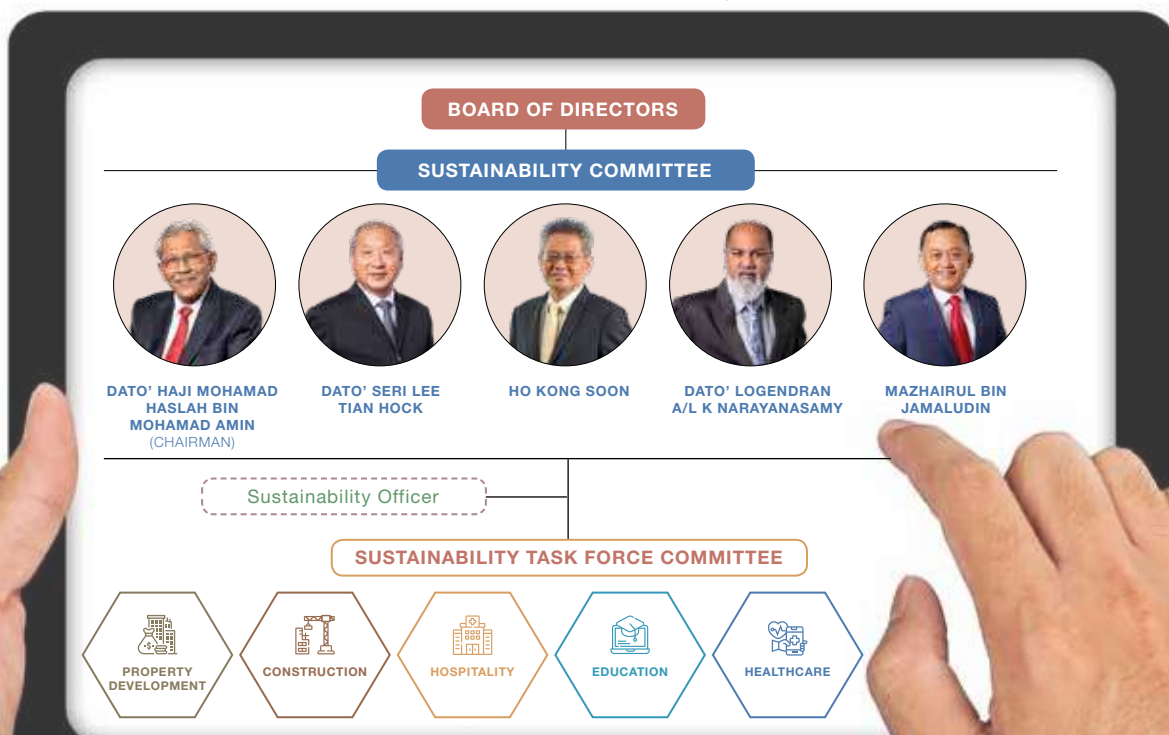 BOARD OF DIRECTORS
SUSTAINABILITY COMMITTEE
DATO' HAJI MOHAMAD
HASLAH BIN
MOHAMAD AMIN
(CHAIRMAN)
DATO' SERI LEE
TIAN HOCK
HO KONG SOON
DATO' LOGENDRAN
A/L K NARAYANASAMY
MAZHAIRUL BIN
JAMALUDIN
Sustainability Officer
SUSTAINABILITY TASK FORCE COMMITTEE
PROPERTY
DEVELOPMENT
CONSTRUCTION
HOSPITALITY
EDUCATION
HEALTHCARE